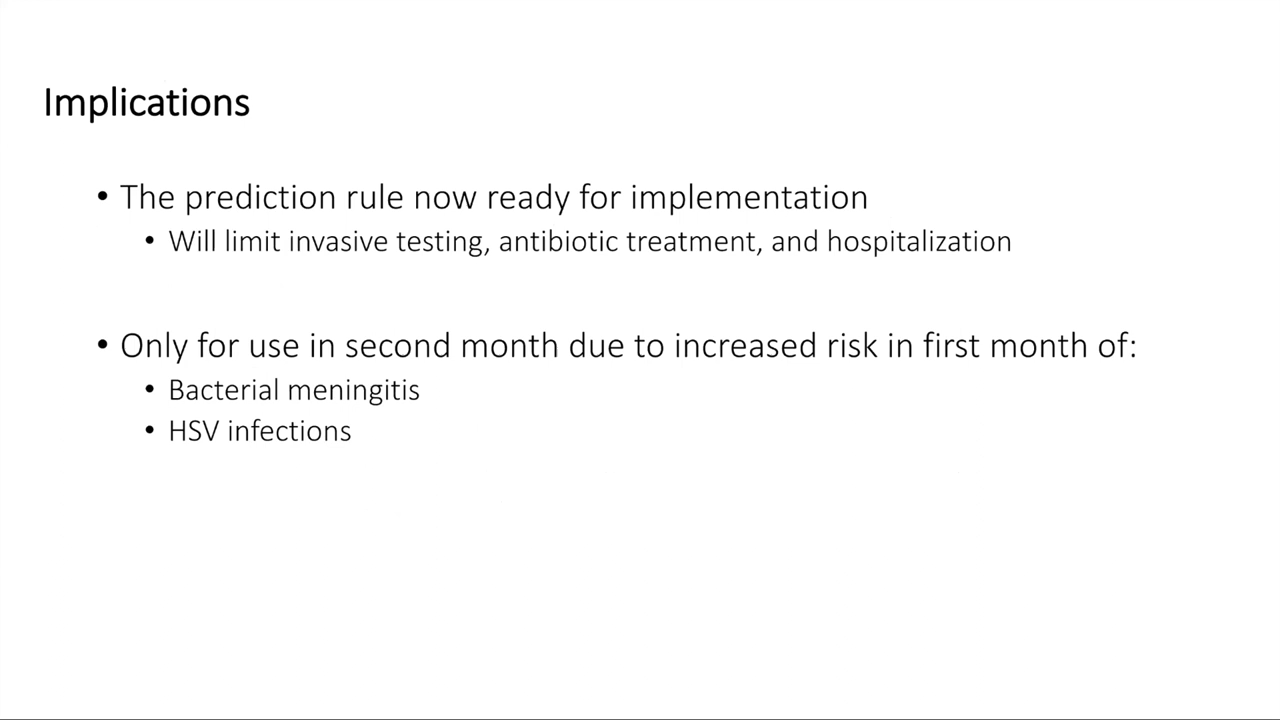 Implications
• The prediction rule now ready for implementation
• Will limit invasive testing, antibiotic treatment, and hospitalization
• Only for use in second month due to increased risk in first month of:
• Bacterial meningitis
• HSV infections